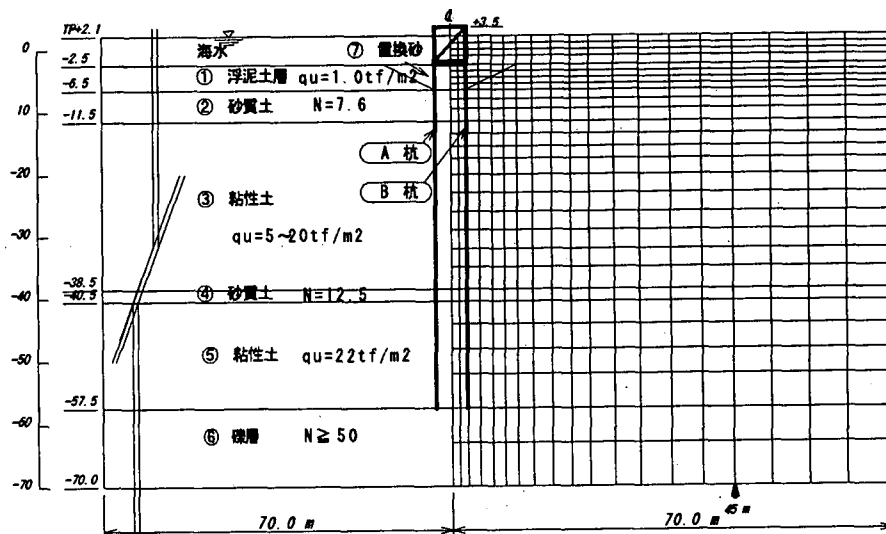 TP+2.1
0
-2.5
-6.5
10
-11.5
-20
-30
-38.5
-40
-40.5
-50
-57.5
-60
-70
-70.0
+3.5
海水
⑦ 置換砂
① 浮泥土層 qu=1.0tf/m2
② 砂質土 N=7.6
A 杭
B 杭
③ 粘性土
qu=5~20tf/m2
④ 砂質土 N=12.5
⑤ 粘性土 qu=22tf/m2
⑥ 礫層 N≧50
70.0 m
70.0 m
45 m